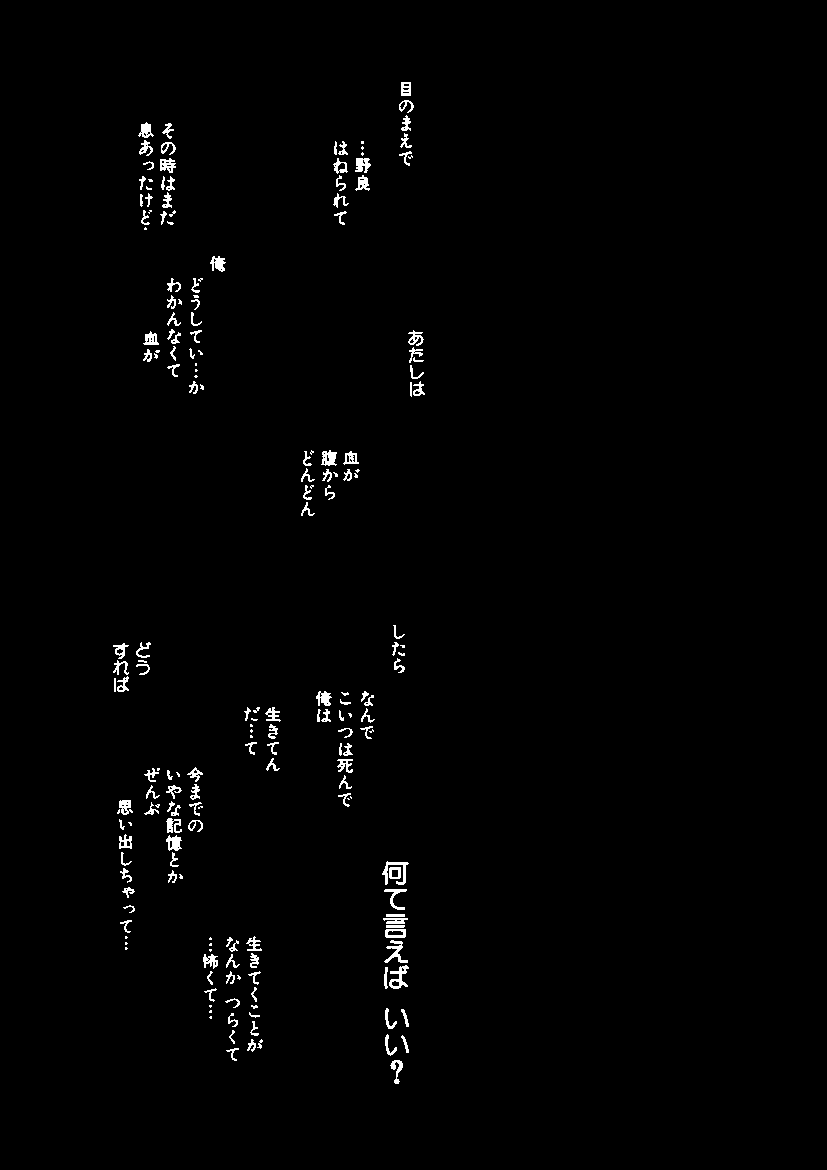 目のまえで
…野良
はねられて
その時はまだ
息あったけど…
俺
どうしてい…か
わかんなくて
血が
あたしは
血が
腹から
どんどん
どう
すれば
したら
なんで
こいつは死んで
俺は
生きてん
だ…て
今までの
いやな記憶とか
ぜんぶ
思い出しちゃって…
何て言えば いい?
生きてくことが
なんか つらくて
…怖くて…